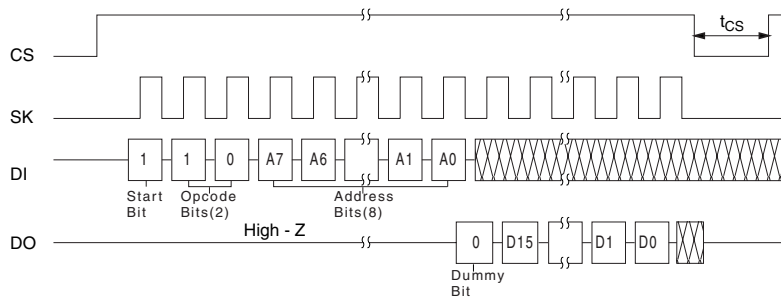 tCS
CS
SK
DI
1 1 0 A7 A6 A1 A0
Start
Bit
Opcode
Bits(2)
Address
Bits(8)
High - Z
DO
0 D15 D1 D0
Dummy
Bit